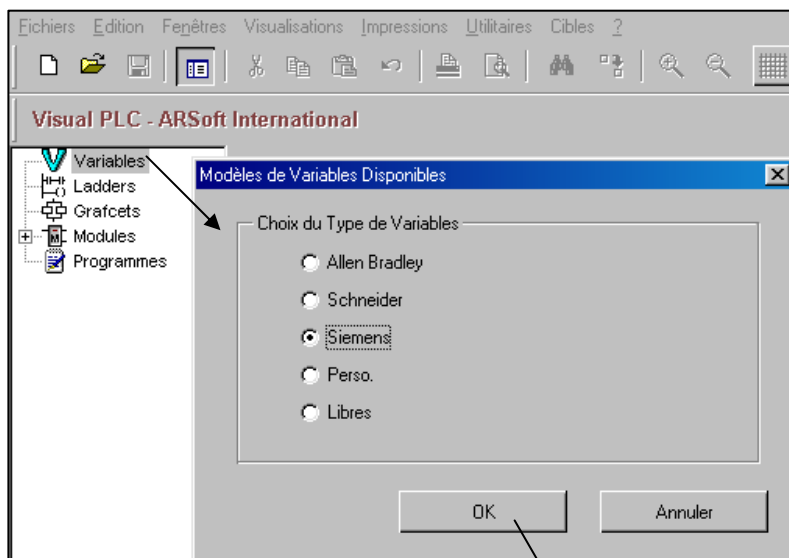 Fichiers Edition Fenêtres Visualisations Impressions Utilitaires Cibles ?
Visual PLC - ARSoft International
Variables
Ladders
Grafcets
Modules
Programmes
Modèles de Variables Disponibles
Choix du Type de Variables
Allen Bradley
Schneider
Siemens
Perso.
Libres
OK Annuler